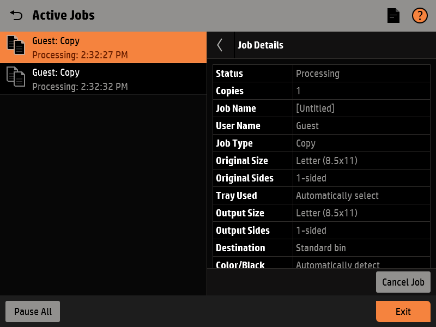 Active Jobs
?
Guest: Copy
Processing: 2:32:27 PM
Guest: Copy
Processing: 2:32:32 PM
Job Details
Status Processing
Copies 1
Job Name [Untitled]
User Name Guest
Job Type Copy
Original Size Letter (8.5x11)
Original Sides 1-sided
Tray Used Automatically select
Output Size Letter (8.5x11)
Output Sides 1-sided
Destination Standard bin
Color/Black Automatically detect
Cancel Job
Pause All
Exit